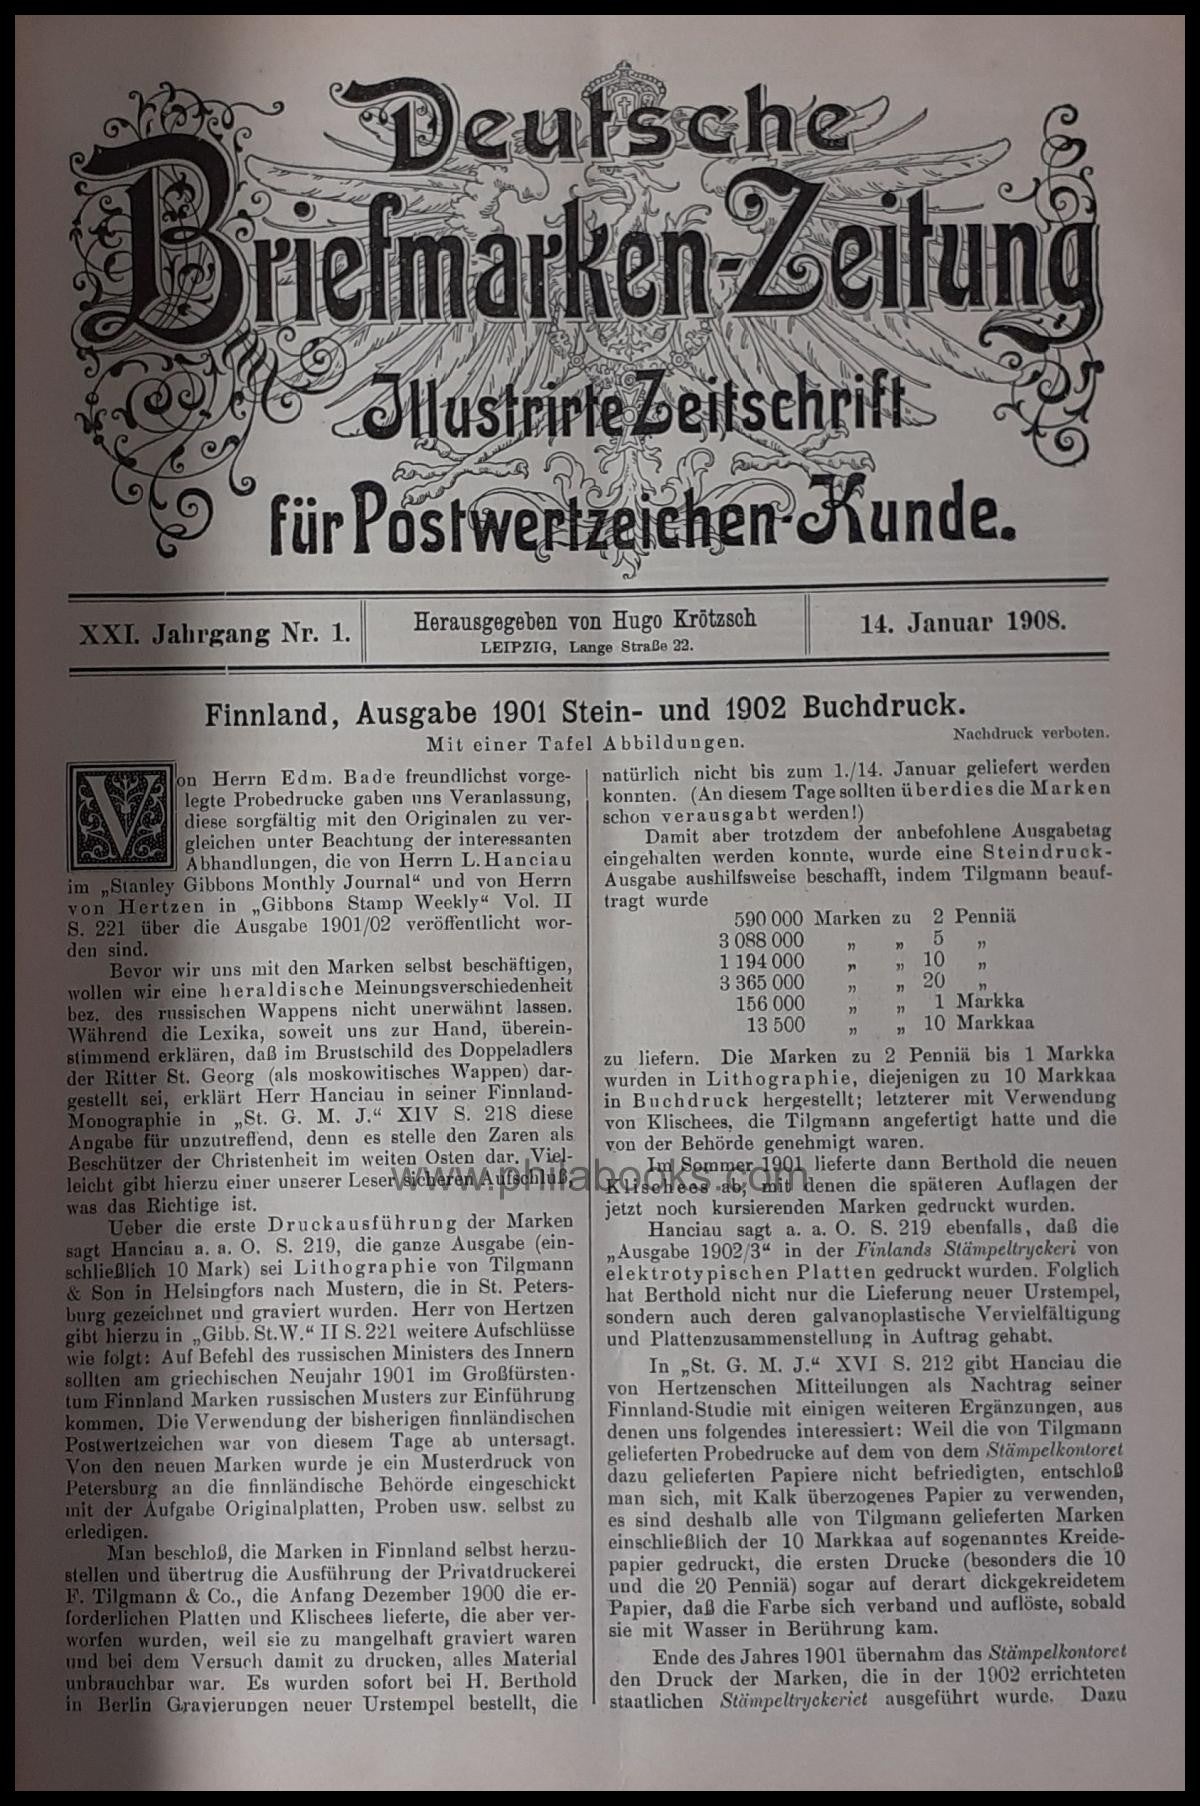 Deutsche
Briefmarken-Zeitung
Illustrirte Zeitschrift
für Postwertzeichen-Kunde.
XXI. Jahrgang Nr. 1.
Herausgegeben von Hugo Krötzsch
LEIPZIG, Lange Straße 22.
14. Januar 1908.
Finnland, Ausgabe 1901 Stein- und 1902 Buchdruck.
Mit einer Tafel Abbildungen.
Nachdruck verboten.
Von Herrn Edm. Bade freundlichst vorge-
legte Probedrucke gaben uns Veranlassung,
diese sorgfältig mit den Originalen zu ver-
gleichen unter Beachtung der interessanten
Abhandlungen, die von Herrn L. Hanciau
im „Stanley Gibbons Monthly Journal“ und von Herrn
von Hertzen in „Gibbons Stamp Weekly“ Vol. II
S. 221 über die Ausgabe 1901/02 veröffentlicht wor-
den sind.
Bevor wir uns mit den Marken selbst beschäftigen,
wollen wir eine heraldische Meinungsverschiedenheit
bez. des russischen Wappens nicht unerwähnt lassen.
Während die Lexika, soweit uns zur Hand, überein-
stimmend erklären, daß im Brustschild des Doppeladlers
der Ritter St. Georg (als moskowitisches Wappen) dar-
gestellt sei, erklärt Herr Hanciau in seiner Finnland-
Monographie in „St. G. M. J.“ XIV S. 218 diese
Angabe für unzutreffend, denn es stelle den Zaren als
Beschützer der Christenheit im weiten Osten dar. Viel-
leicht gibt hierzu einer unserer Leser sicheren Aufschluß,
was das Richtige ist.
Ueber die erste Druckausführung der Marken
sagt Hanciau a. a. O. S. 219, die ganze Ausgabe (ein-
schließlich 10 Mark) sei Lithographie von Tilgmann
& Son in Helsingfors nach Mustern, die in St. Peters-
burg gezeichnet und graviert wurden. Herr von Hertzen
gibt hierzu in „Gibb. St. W.“ II S. 221 weitere Aufschlüsse
wie folgt: Auf Befehl des russischen Ministers des Innern
sollten am griechischen Neujahr 1901 im Großfürsten-
tum Finnland Marken russischen Musters zur Einführung
kommen. Die Verwendung der bisherigen finnländischen
Postwertzeichen war von diesem Tage ab untersagt.
Von den neuen Marken wurde je ein Musterdruck von
Petersburg an die finnländische Behörde eingeschickt
mit der Aufgabe Originalplatten, Proben usw. selbst zu
erledigen.
Man beschloß, die Marken in Finnland selbst herzu-
stellen und übertrug die Ausführung der Privatdruckerei
F. Tilgmann & Co., die Anfang Dezember 1900 die er-
forderlichen Platten und Klischees lieferte, die aber ver-
worfen wurden, weil sie zu mangelhaft graviert waren
und bei dem Versuch damit zu drucken, alles Material
unbrauchbar war. Es wurden sofort bei H. Berthold
in Berlin Gravierungen neuer Urstempel bestellt, die
natürlich nicht bis zum 1./14. Januar geliefert werden
konnten. (An diesem Tage sollten überdies die Marken
schon verausgabt werden!)
Damit aber trotzdem der anbefohlene Ausgabetag
eingehalten werden konnte, wurde eine Steindruck-
Ausgabe aushilfsweise beschafft, indem Tilgmann beauf-
tragt wurde
590 000 Marken zu 2 Penniä
3 088 000 „ „ 5 „
1 194 000 „ „ 10 „
3 365 000 „ „ 20 „
156 000 „ „ 1 Markka
13 500 „ „ 10 Markkaa
zu liefern. Die Marken zu 2 Penniä bis 1 Markka
wurden in Lithographie, diejenigen zu 10 Markkaa
in Buchdruck hergestellt; letzterer mit Verwendung
von Klischees, die Tilgmann angefertigt hatte und die
von der Behörde genehmigt waren.
Im Sommer 1901 lieferte dann Berthold die neuen
Klischees ab, mit denen die späteren Auflagen der
jetzt noch kursierenden Marken gedruckt wurden.
Hanciau sagt a. a. O. S. 219 ebenfalls, daß die
„Ausgabe 1902/3“ in der Finlands Stämpeltryckeri von
elektrotypischen Platten gedruckt wurden. Folglich
hat Berthold nicht nur die Lieferung neuer Urstempel,
sondern auch deren galvanoplastische Vervielfältigung
und Plattenzusammenstellung in Auftrag gehabt.
In „St. G. M. J.“ XVI S. 212 gibt Hanciau die
von Hertzenschen Mitteilungen als Nachtrag seiner
Finnland-Studie mit einigen weiteren Ergänzungen, aus
denen uns folgendes interessiert: Weil die von Tilgmann
gelieferten Probedrucke auf dem von dem Stämpelkontoret
dazu gelieferten Papiere nicht befriedigten, entschloß
man sich, mit Kalk überzogenes Papier zu verwenden,
es sind deshalb alle von Tilgmann gelieferten Marken
einschließlich der 10 Markkaa auf sogenanntes Kreide-
papier gedruckt, die ersten Drucke (besonders die 10
und die 20 Penniä) sogar auf derart dickgekreidetem
Papier, daß die Farbe sich verband und auflöste, sobald
sie mit Wasser in Berührung kam.
Ende des Jahres 1901 übernahm das Stämpelkontoret
den Druck der Marken, die in der 1902 errichteten
staatlichen Stämpeltryckeriet ausgeführt wurde. Dazu
www.philabooks.com